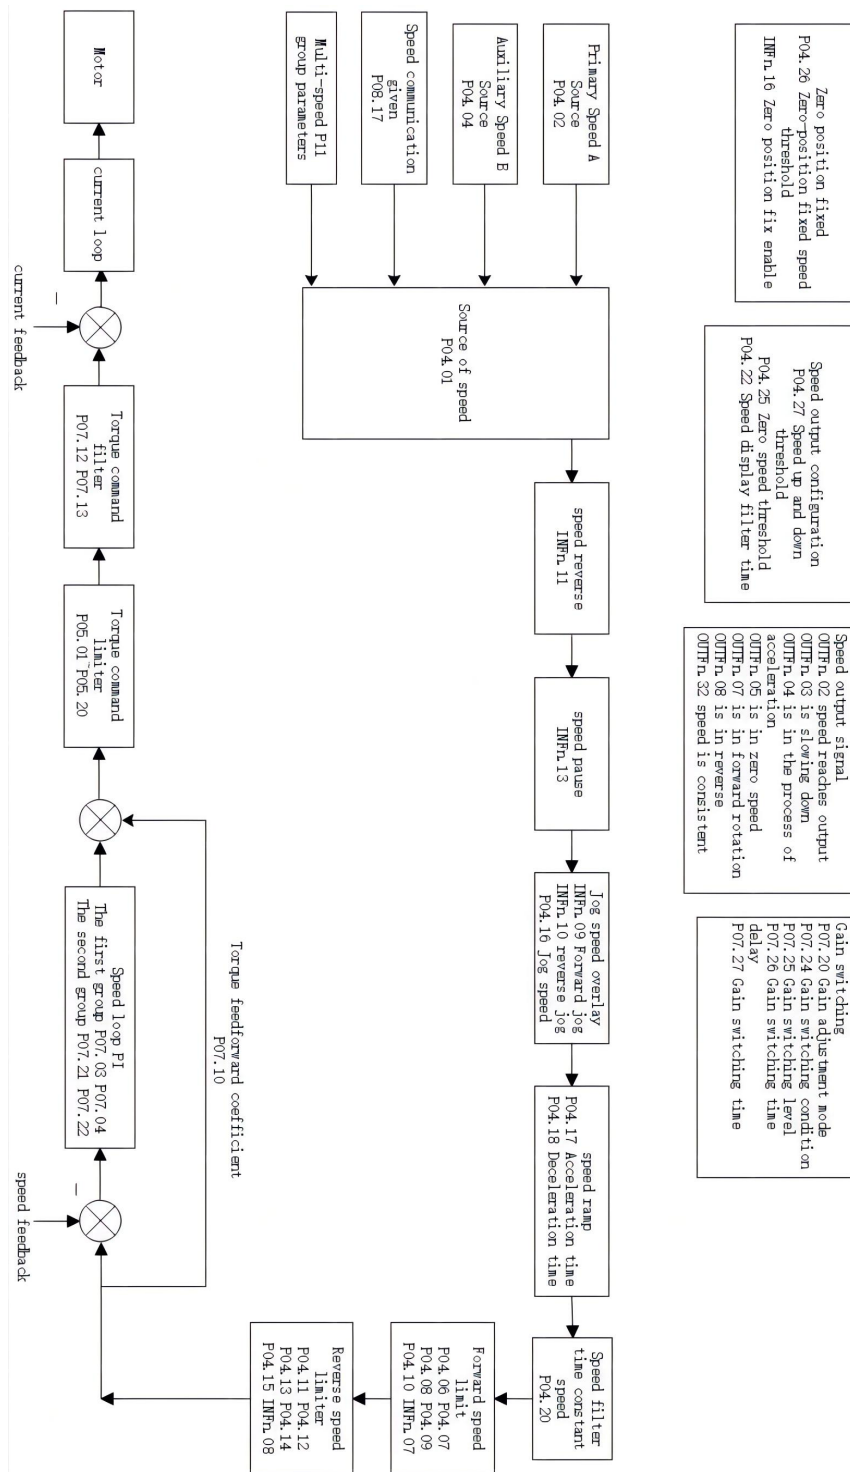 Zero position fixed
P04.26 Zero-position fixed speed
threshold
INFn.16 Zero position fix enable
Speed output configuration
P04.27 Speed up and down
threshold
P04.25 Zero speed threshold
P04.22 Speed display filter time
Speed output signal
OUTFn.02 speed reaches output
OUTFn.03 is slowing down
OUTFn.04 is in the process of
acceleration
OUTFn.05 is in zero speed
OUTFn.07 is in forward rotation
OUTFn.08 is in reverse
OUTFn.32 speed is consistent
Gain switching
P07.20 Gain adjustment mode
P07.24 Gain switching condition
P07.25 Gain switching level
P07.26 Gain switching time
delay
P07.27 Gain switching time
Primary Speed A
Source
P04.02
Auxiliary Speed B
Source
P04.04
Speed communication
given
P08.17
Multi-speed P11
group parameters
Source of speed
P04.01
speed reverse
INFn.11
speed pause
INFn.13
Jog speed overlay
INFn.09 Forward jog
INFn.10 reverse jog
P04.16 Jog speed
speed ramp
P04.17 Acceleration time
P04.18 Deceleration time
Speed filter
time constant
speed
P04.20
Forward speed
limit
P04.06 P04.07
P04.08 P04.09
P04.10 INFn.07
Reverse speed
limiter
P04.11 P04.12
P04.13 P04.14
P04.15 INFn.08
Torque feedforward coefficient
P07.10
Motor
current loop
Torque command
filter
P07.12 P07.13
Torque command
limiter
P05.01~P05.20
Speed loop PI
The first group P07.03 P07.04
The second group P07.21 P07.22
—
current feedback
—
speed feedback